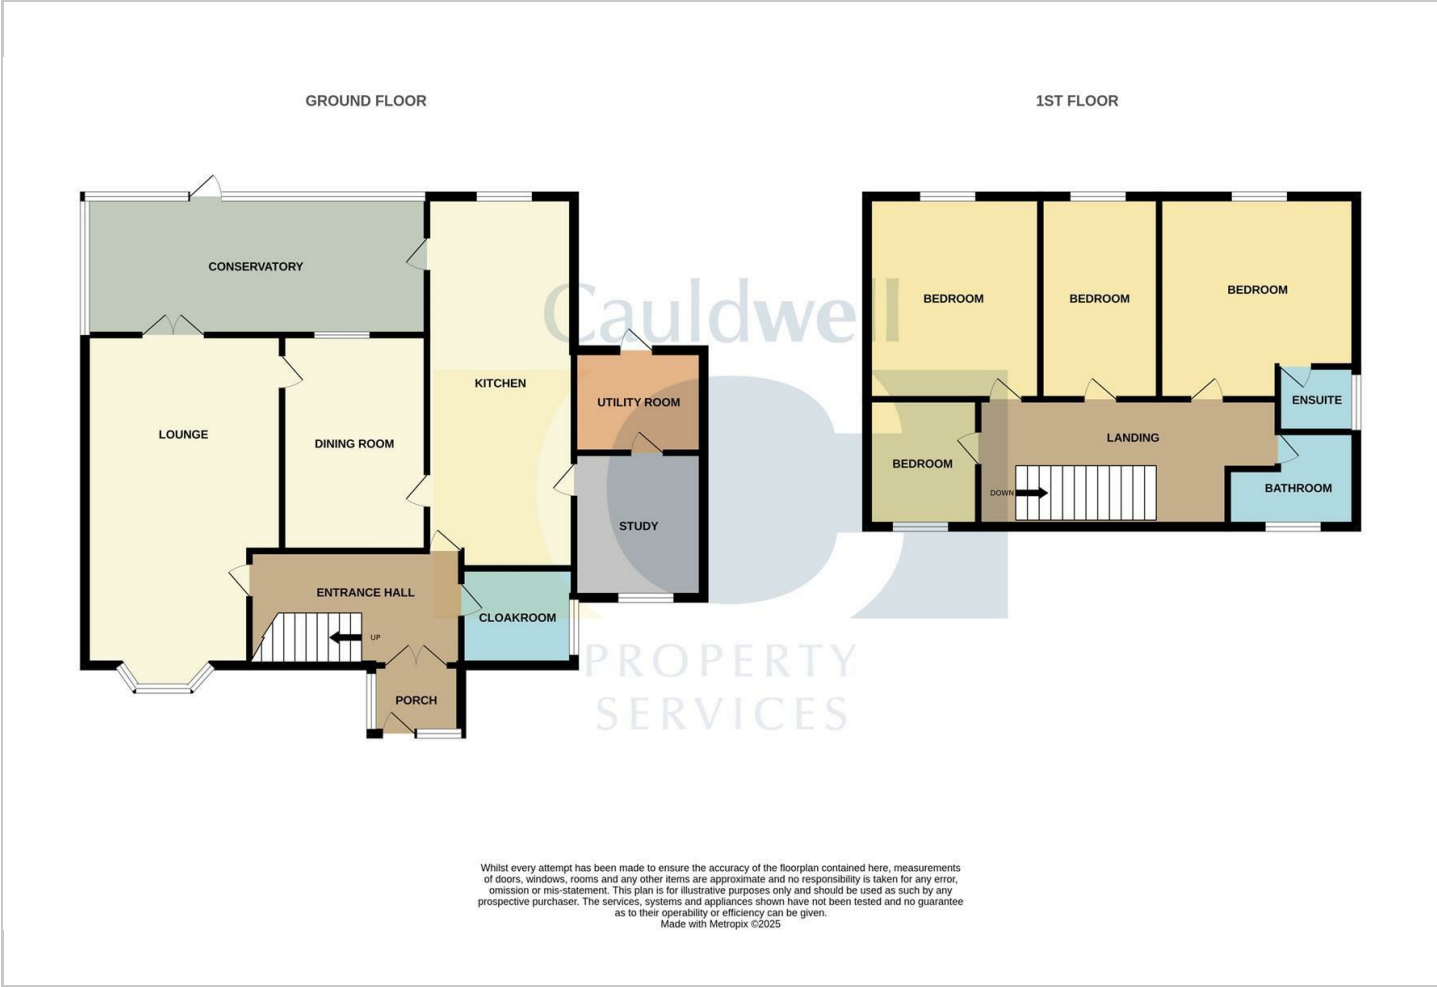 GROUND FLOOR
1ST FLOOR
CONSERVATORY
LOUNGE
DINING ROOM
KITCHEN
UTILITY ROOM
STUDY
ENTRANCE HALL
UP
CLOAKROOM
PORCH
BEDROOM
BEDROOM
BEDROOM
ENSUITE
LANDING
BEDROOM
DOWN
BATHROOM
Cauldwell
PROPERTY
SERVICES
Whilst every attempt has been made to ensure the accuracy of the floorplan contained here, measurements
of doors, windows, rooms and any other items are approximate and no responsibility is taken for any error,
omission or mis-statement. This plan is for illustrative purposes only and should be used as such by any
prospective purchaser. The services, systems and appliances shown have not been tested and no guarantee
as to their operability or efficiency can be given.
Made with Metropix ©2025